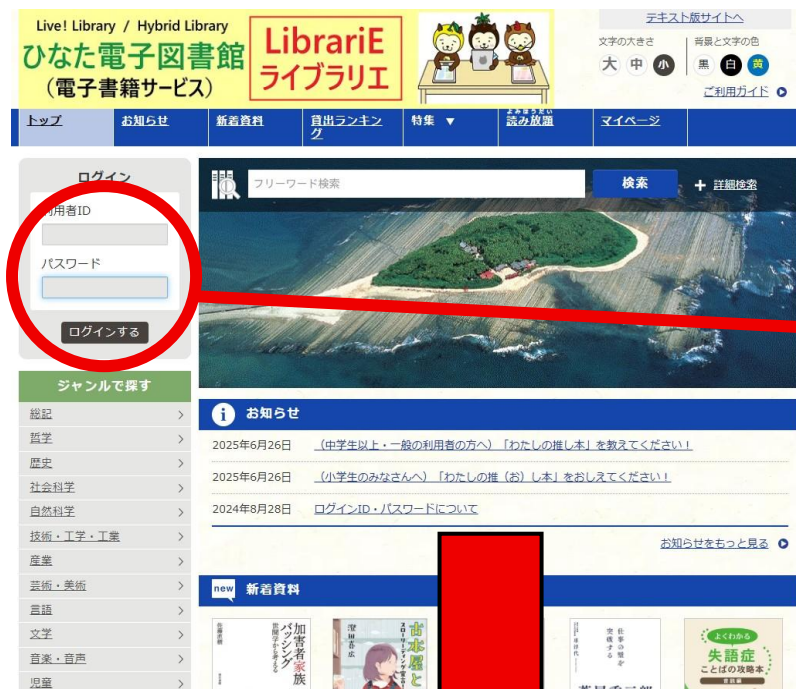 Live! Library / Hybrid Library
ひなた電子図書館
(電子書籍サービス)
LibrariE
ライブラリエ
テキスト版サイトへ
文字の大きさ
背景と文字の色
大 中 小
黒 白 黄
ご利用ガイド
トップ
お知らせ
新着資料
貸出ランキン
グ
特集 ▼
よみほうだい
読み放題
マイページ
ログイン
用者ID
パスワード
ログインする
フリーワード検索
検索
+ 詳細検索
ジャンルで探す
総記
哲学
歴史
社会科学
自然科学
技術・工学・工業
産業
芸術・美術
言語
文学
音楽・音声
児童
お知らせ
2025年6月26日 (中学生以上・一般の利用者の方へ)「わたしの推し本」を教えてください!
2025年6月26日 (小学生のみなさんへ)「わたしの推(お)し本」をおしえてください!
2024年8月28日 ログインID・パスワードについて
お知らせをもっと見る
new 新着資料
加害者家族
バッシング
世間学から考える
古本屋と
仕事の壁を
突破する
よくわかる
失語症
ことばの攻略本